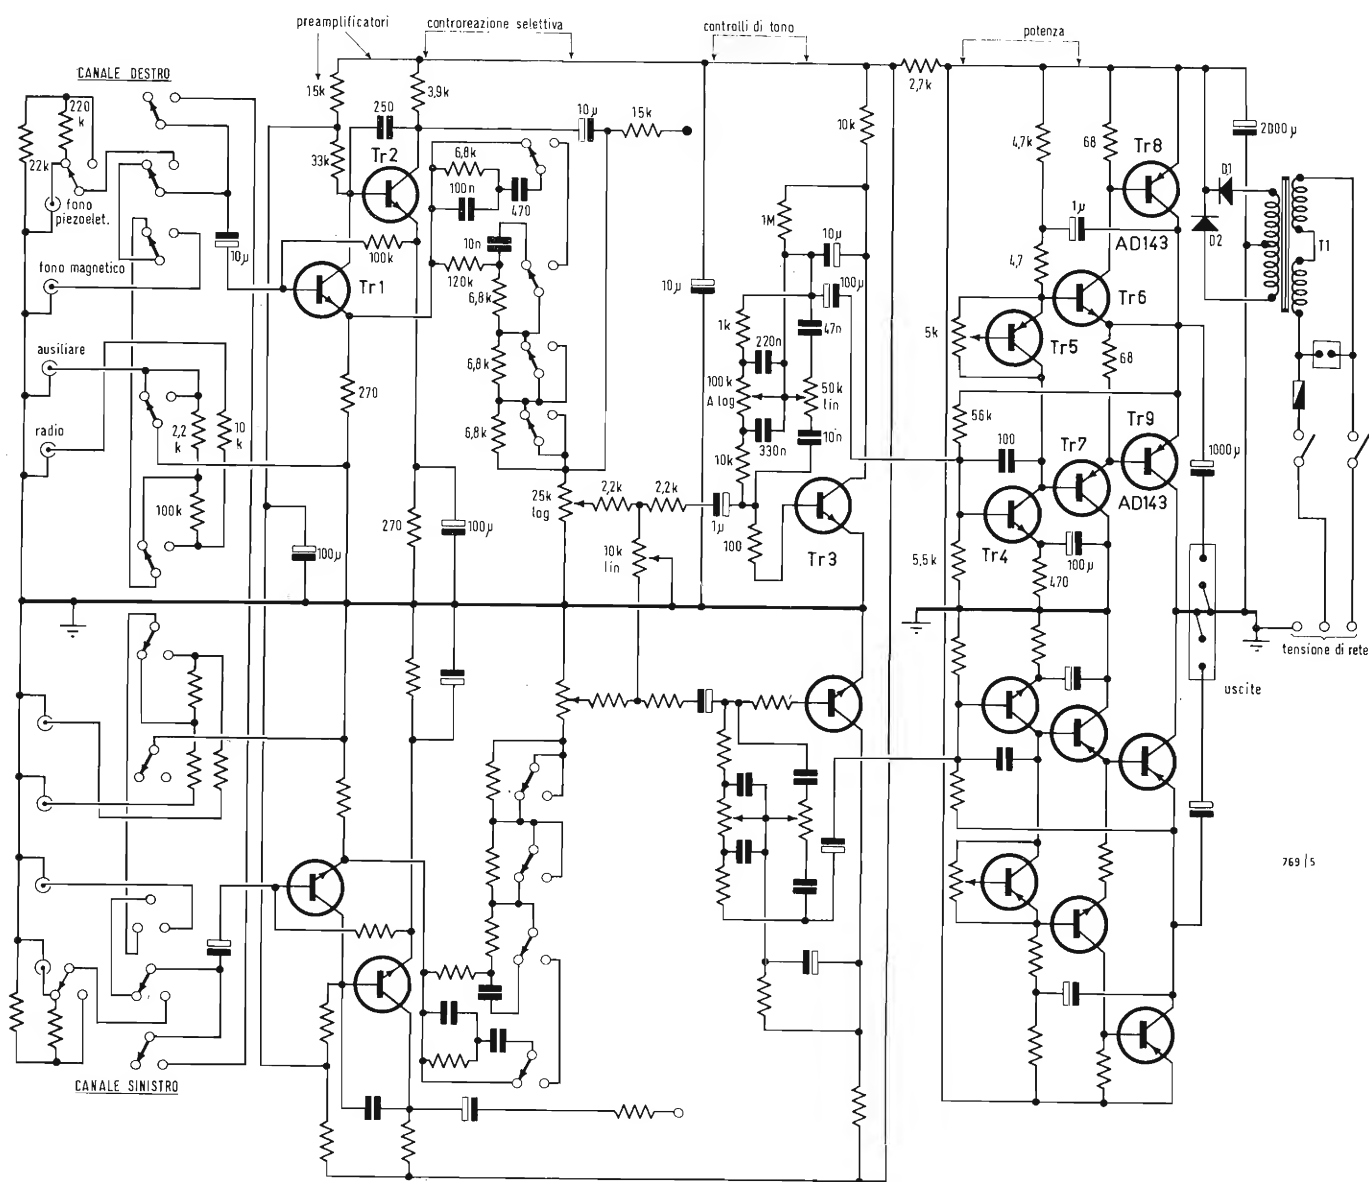 preamplificatori
controreazione selettiva
controlli di tono
potenza
CANALE DESTRO
15k
3,9k
250
10µ
15k
2,7k
10k
4,7k
68
Tr8
2000µ
220
k
22k
33k
Tr2
6,8k
100n
470
fono
piezoelet.
1M
1µ
AD143
D1
D2
T1
10µ
100k
10n
120k
10µ
100µ
4,7
fono magnetico
Tr1
6,8k
10µ
1k
47n
Tr6
5k
Tr5
68
ausiliare
270
6,8k
220n
100k
A log
50k
lin
2,2
k
10
k
radio
6,8k
330n
10n
10k
56k
100
Tr7
Tr9
1000µ
100k
25k
log
2,2k
2,2k
1µ
AD143
270
100µ
100µ
10k
lin
100
Tr3
5,5k
Tr4
100µ
470
tensione di rete
uscite
769/5
CANALE SINISTRO